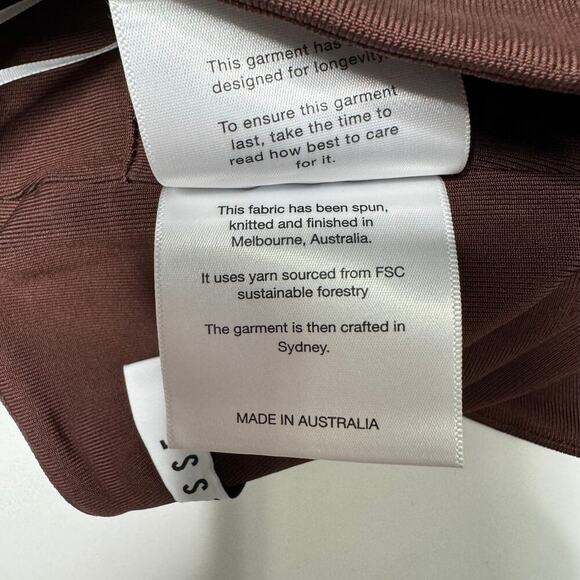 This garment has
designed for longevity.
To ensure this garment
last, take the time to
read how best to care
for it.
This fabric has been spun,
knitted and finished in
Melbourne, Australia.
It uses yarn sourced from FSC
sustainable forestry
The garment is then crafted in
Sydney.
MADE IN AUSTRALIA
S S